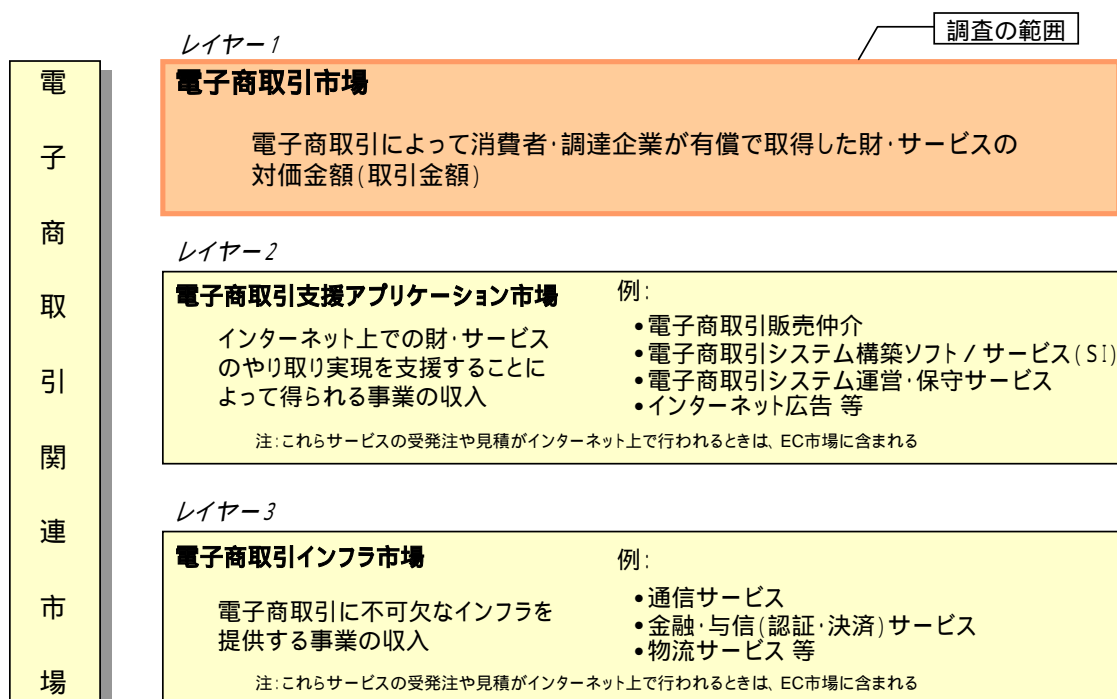 調査の範囲
電子商取引関連市場
レイヤー1
電子商取引市場
電子商取引によって消費者・調達企業が有償で取得した財・サービスの
対価金額(取引金額)
レイヤー2
電子商取引支援アプリケーション市場
インターネット上での財・サービス
のやり取り実現を支援することに
よって得られる事業の収入
例:
•電子商取引販売仲介
•電子商取引システム構築ソフト/サービス(SI)
•電子商取引システム運営・保守サービス
•インターネット広告 等
注:これらサービスの受発注や見積がインターネット上で行われるときは、EC市場に含まれる
レイヤー3
電子商取引インフラ市場
電子商取引に不可欠なインフラを
提供する事業の収入
例:
•通信サービス
•金融・与信(認証・決済)サービス
•物流サービス 等
注:これらサービスの受発注や見積がインターネット上で行われるときは、EC市場に含まれる